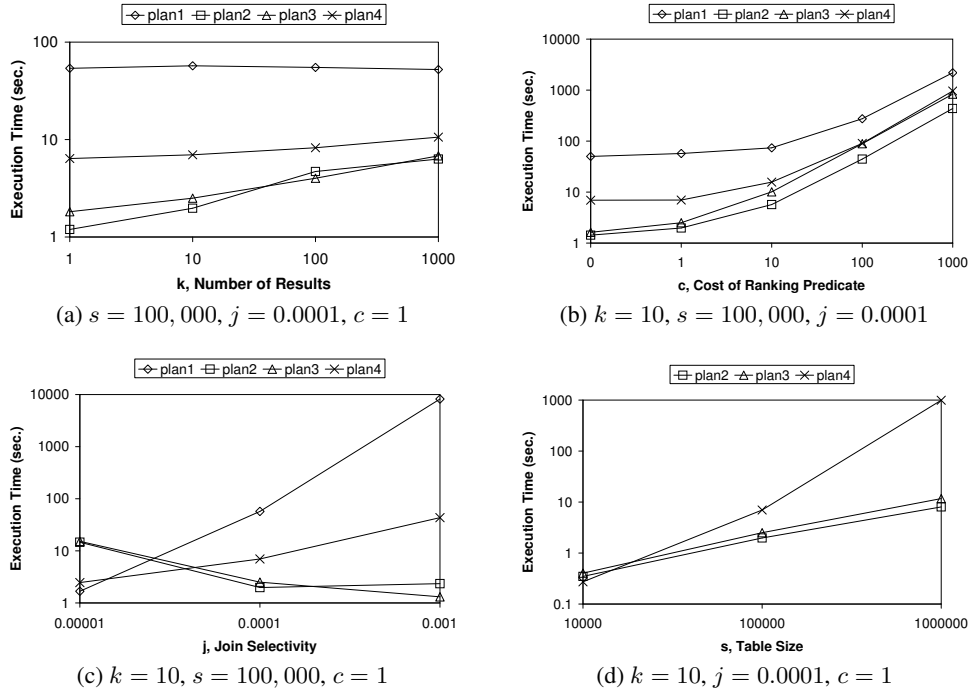 plan1 plan2 plan3 plan4
100
10
1
Execution Time (sec.)
1 10 100 1000
k, Number of Results
(a) s = 100, 000, j = 0.0001, c = 1
plan1 plan2 plan3 plan4
10000
1000
100
10
1
Execution Time (sec.)
0 1 10 100 1000
c, Cost of Ranking Predicate
(b) k = 10, s = 100, 000, j = 0.0001
plan1 plan2 plan3 plan4
10000
1000
100
10
1
Execution Time (sec.)
0.00001 0.0001 0.001
j, Join Selectivity
(c) k = 10, s = 100, 000, c = 1
plan2 plan3 plan4
1000
100
10
1
0.1
Execution Time (sec.)
10000 100000 1000000
s, Table Size
(d) k = 10, j = 0.0001, c = 1